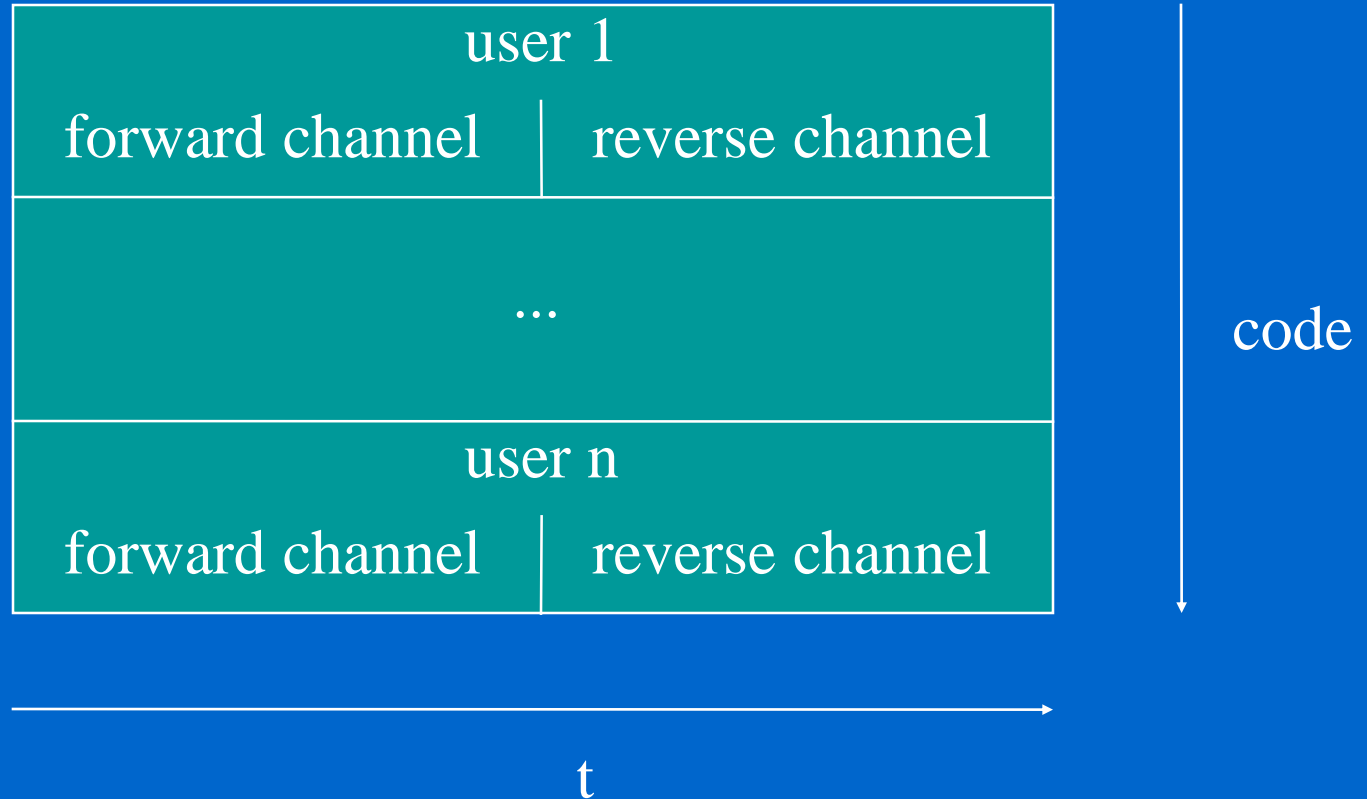 user 1
forward channel reverse channel
...
code
user n
forward channel reverse channel
t